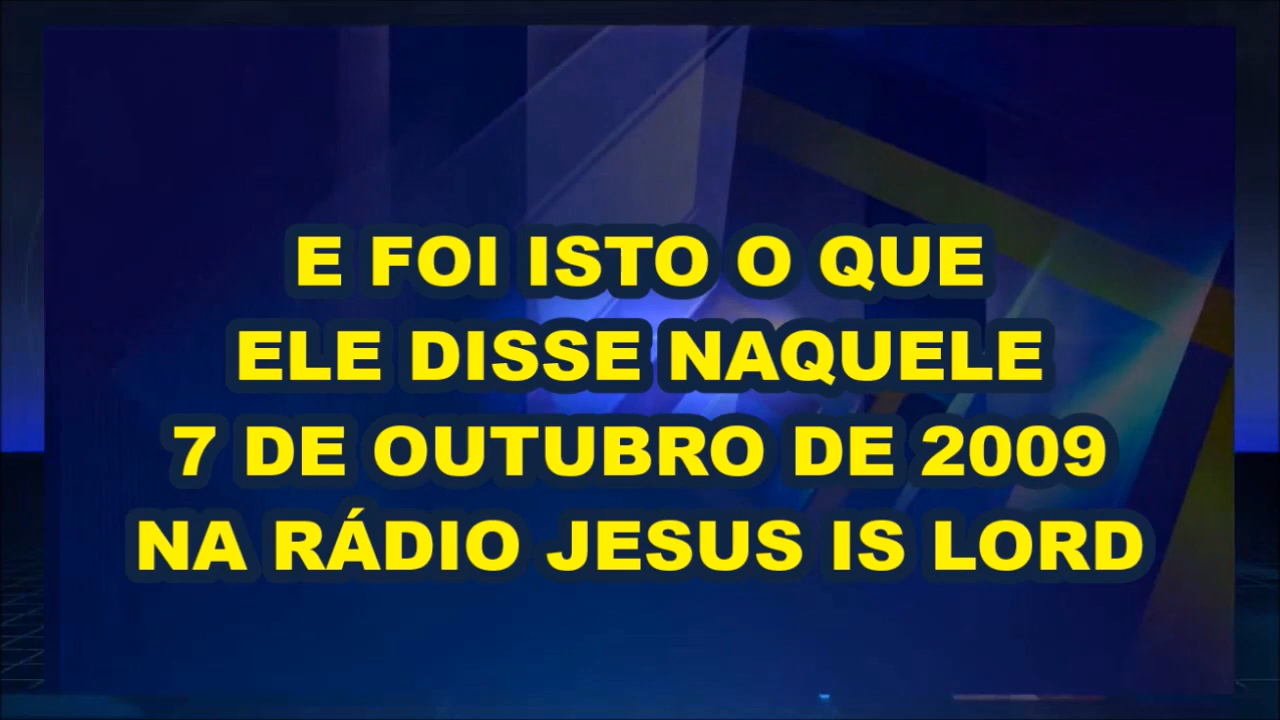 E FOI ISTO O QUE
ELE DISSE NAQUELE
7 DE OUTUBRO DE 2009
NA RÁDIO JESUS IS LORD